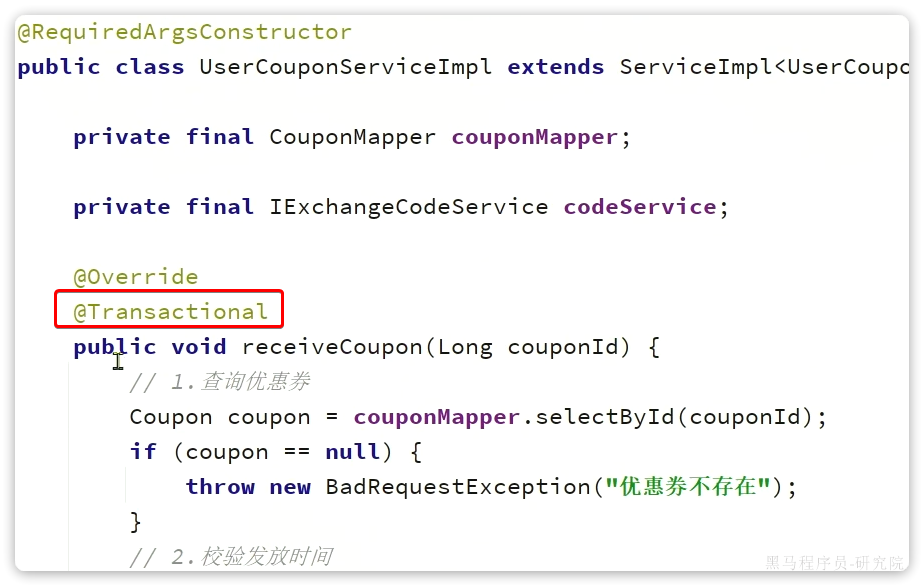 @RequiredArgsConstructor
public class UserCouponServiceImpl extends ServiceImpl<UserCoupo
private final CouponMapper couponMapper;
private final IExchangeCodeService codeService;
@Override
@Transactional
public void receiveCoupon(Long couponId) {
// 1.查询优惠券
Coupon coupon = couponMapper.selectById(couponId);
if (coupon == null) {
throw new BadRequestException("优惠券不存在");
}
// 2.校验发放时间
黑马程序员-研究院